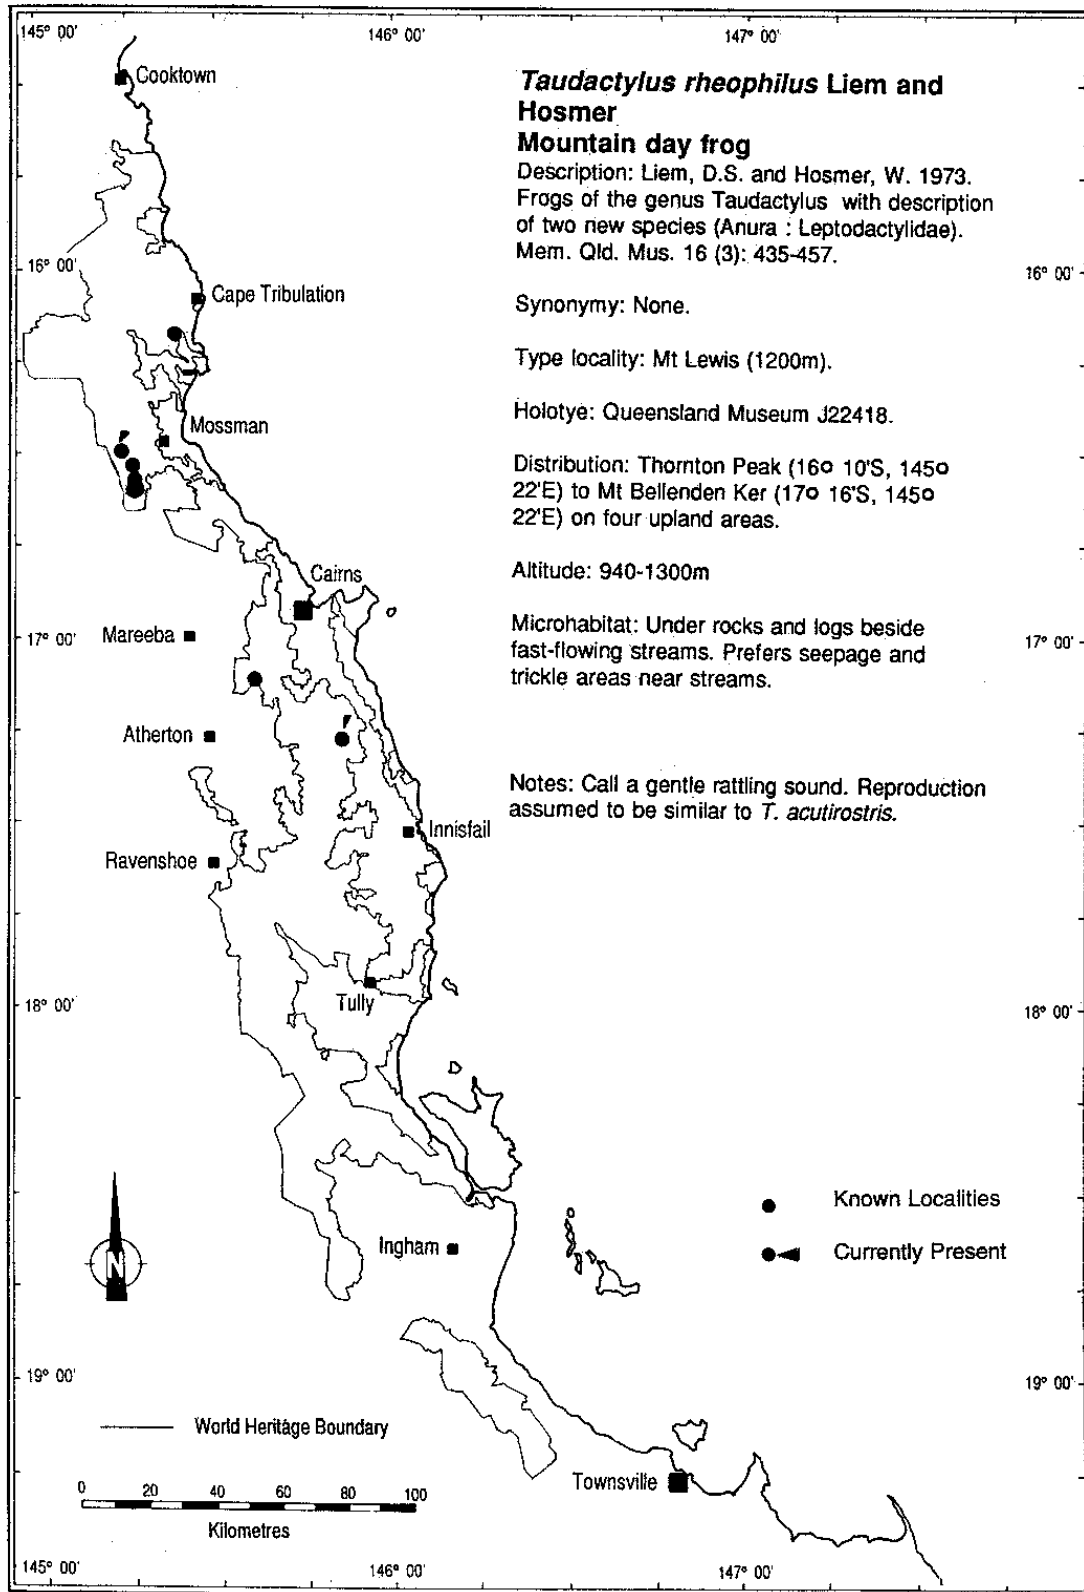 145° 00'
146° 00'
147° 00'
Cooktown
Taudactylus rheophilus Liem and
Hosmer
Mountain day frog
Description: Liem, D.S. and Hosmer, W. 1973.
Frogs of the genus Taudactylus with description
of two new species (Anura : Leptodactylidae).
Mem. Qld. Mus. 16 (3): 435-457.
16° 00'
16° 00'
Cape Tribulation
Synonymy: None.
Type locality: Mt Lewis (1200m).
Mossman
Holotye: Queensland Museum J22418.
Distribution: Thornton Peak (16o 10'S, 145o
22'E) to Mt Bellenden Ker (17o 16'S, 145o
22'E) on four upland areas.
Cairns
Altitude: 940-1300m
Mareeba
17° 00'
17° 00'
Microhabitat: Under rocks and logs beside
fast-flowing streams. Prefers seepage and
trickle areas near streams.
Atherton
Notes: Call a gentle rattling sound. Reproduction
assumed to be similar to T. acutirostris.
Innisfail
Ravenshoe
Tully
18° 00'
18° 00'
Known Localities
Ingham
Currently Present
N
19° 00'
19° 00'
World Heritage Boundary
Townsville
0 20 40 60 80 100
Kilometres
145° 00'
146° 00'
147° 00'